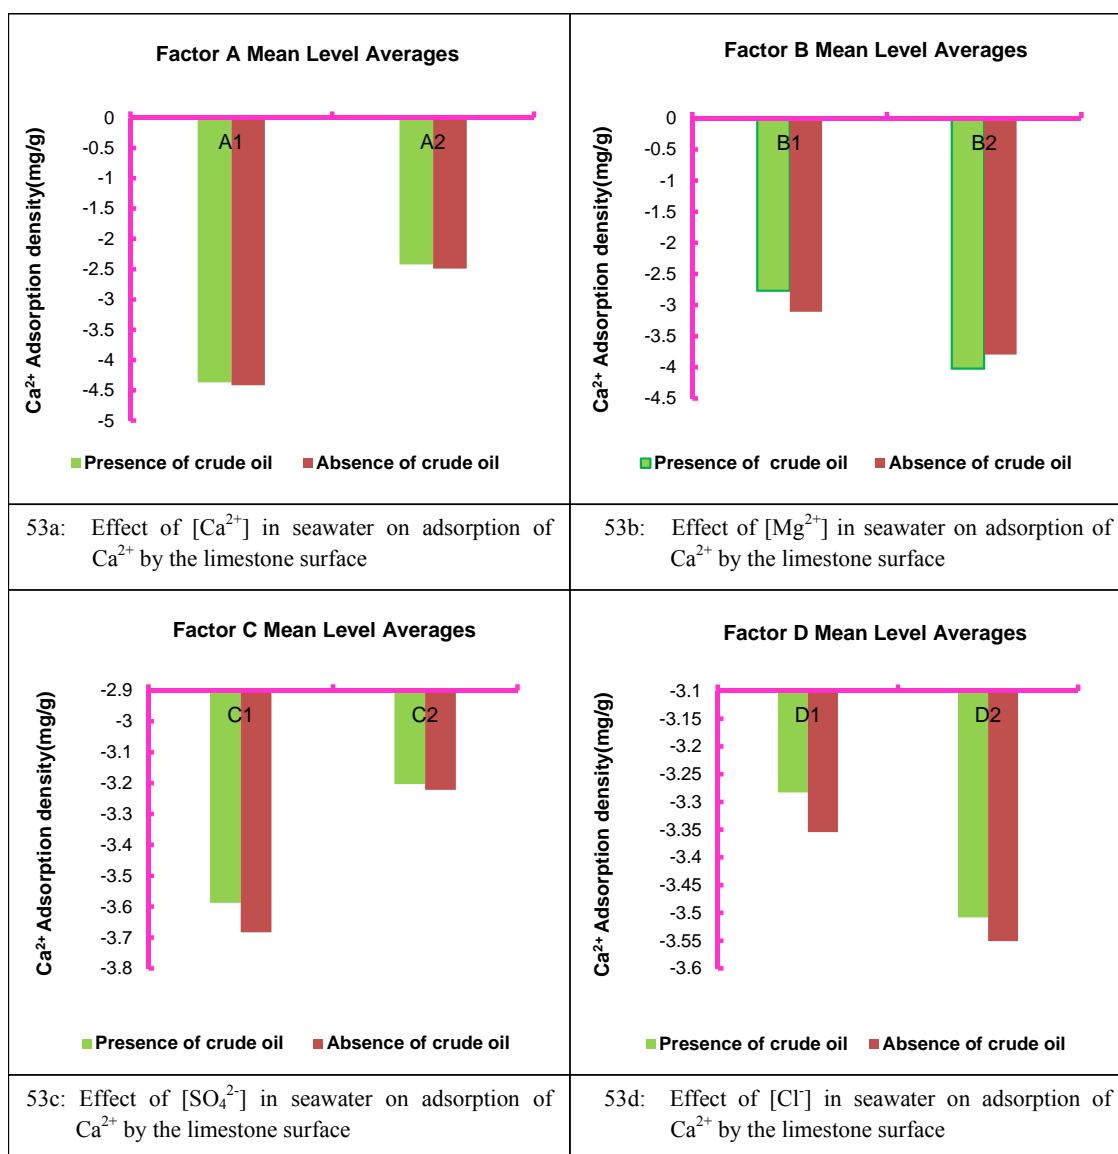 Factor A Mean Level Averages
0
-0.5
-1
-1.5
-2
-2.5
-3
-3.5
-4
-4.5
-5
Ca²⁺ Adsorption density(mg/g)
A1
A2
Presence of crude oil
Absence of crude oil
53a: Effect of [Ca²⁺] in seawater on adsorption of
Ca²⁺ by the limestone surface
Factor B Mean Level Averages
0
-0.5
-1
-1.5
-2
-2.5
-3
-3.5
-4
-4.5
Ca²⁺ Adsorption density(mg/g)
B1
B2
Presence of crude oil
Absence of crude oil
53b: Effect of [Mg²⁺] in seawater on adsorption of
Ca²⁺ by the limestone surface
Factor C Mean Level Averages
-2.9
-3
-3.1
-3.2
-3.3
-3.4
-3.5
-3.6
-3.7
-3.8
Ca²⁺ Adsorption density(mg/g)
C1
C2
Presence of crude oil
Absence of crude oil
53c: Effect of [SO₄²⁻] in seawater on adsorption of
Ca²⁺ by the limestone surface
Factor D Mean Level Averages
-3.1
-3.15
-3.2
-3.25
-3.3
-3.35
-3.4
-3.45
-3.5
-3.55
-3.6
Ca²⁺ Adsorption density(mg/g)
D1
D2
Presence of crude oil
Absence of crude oil
53d: Effect of [Cl⁻] in seawater on adsorption of
Ca²⁺ by the limestone surface